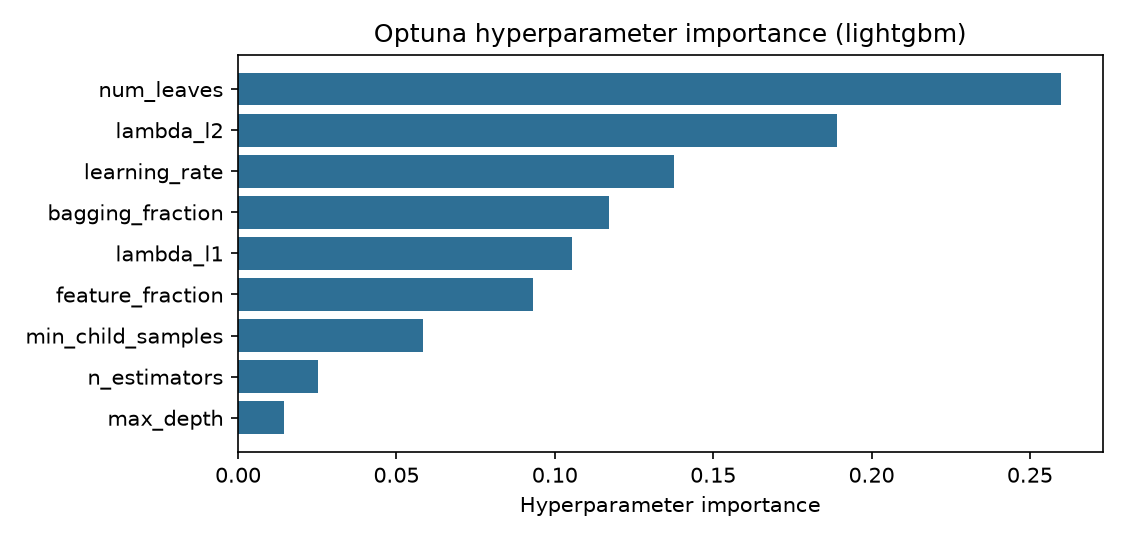 Optuna hyperparameter importance (lightgbm)
num_leaves
lambda_l2
learning_rate
bagging_fraction
lambda_l1
feature_fraction
min_child_samples
n_estimators
max_depth
0.00 0.05 0.10 0.15 0.20 0.25
Hyperparameter importance